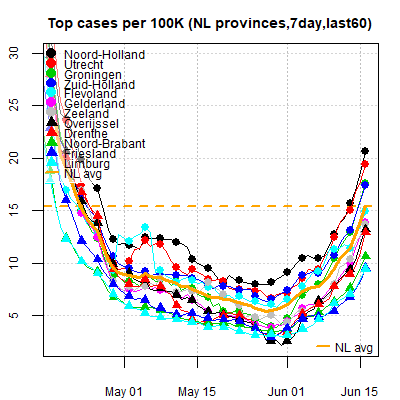 Top cases per 100K (NL provinces,7day,last60)
30
25
20
15
10
5
Noord-Holland
Utrecht
Groningen
Zuid-Holland
Flevoland
Gelderland
Zeeland
Overijssel
Drenthe
Noord-Brabant
Friesland
Limburg
NL avg
NL avg
May 01
May 15
Jun 01
Jun 15